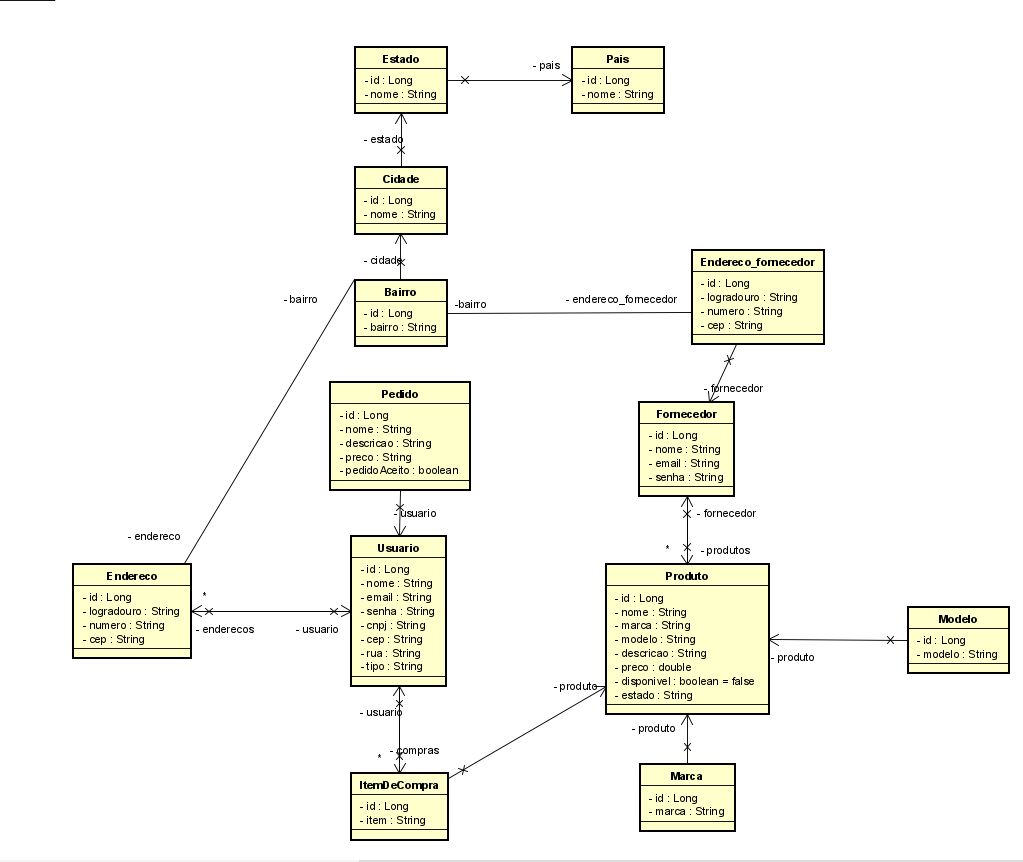 Estado
- id : Long
- nome : String
- pais
Pais
- id : Long
- nome : String
- estado
Cidade
- id : Long
- nome : String
- cidade
Bairro
- id : Long
- bairro : String
- bairro
-bairro
- endereco_fornecedor
Endereco_fornecedor
- id : Long
- logradouro : String
- numero : String
- cep : String
- fornecedor
Pedido
- id : Long
- nome : String
- descricao : String
- preco : String
- pedidoAceito : boolean
- usuario
Fornecedor
- id : Long
- nome : String
- email : String
- senha : String
- fornecedor
*
- produtos
- endereco
Endereco
- id : Long
- logradouro : String
- numero : String
- cep : String
*
- enderecos
- usuario
Usuario
- id : Long
- nome : String
- email : String
- senha : String
- cnpj : String
- cep : String
- rua : String
- tipo : String
Produto
- id : Long
- nome : String
- marca : String
- modelo : String
- descricao : String
- preco : double
- disponivel : boolean = false
- estado : String
Modelo
- id : Long
- modelo : String
- produto
- produto
- usuario
- produto
* 
- compras
ItemDeCompra
- id : Long
- item : String
Marca
- id : Long
- marca : String